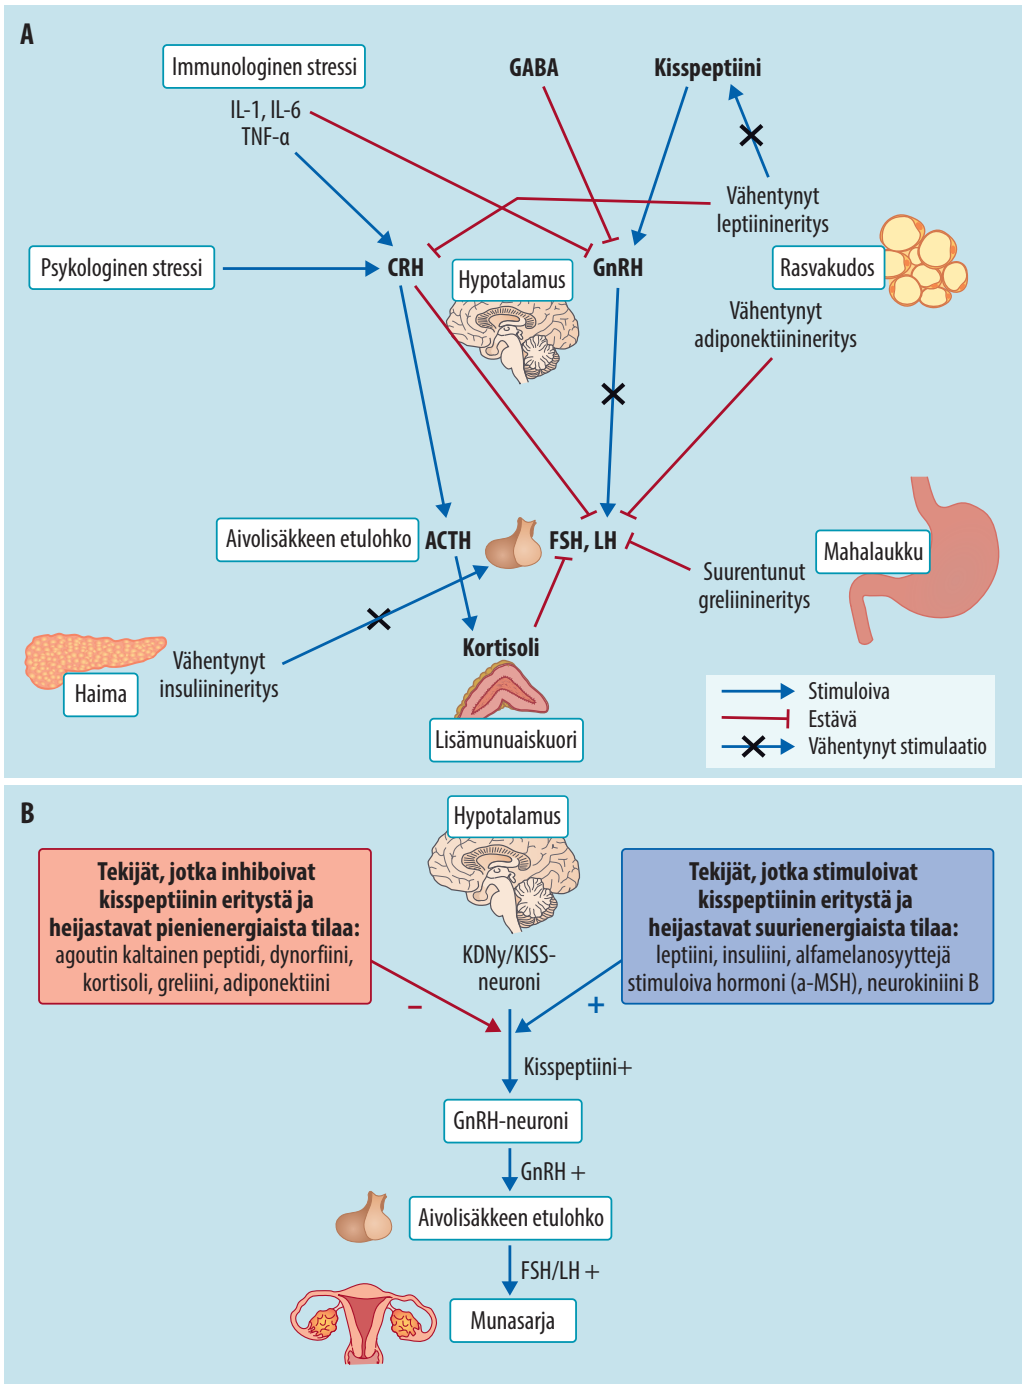 A
Immunologinen stressi
IL-1, IL-6
TNF-α
GABA
Kisspeptiini
Vähentynyt
leptiinineritys
Psykologinen stressi
CRH
Hypotalamus
GnRH
Rasvakudos
Vähentynyt
adiponektiinineritys
Aivolisäkkeen etulohko
ACTH
FSH, LH
Mahalaukku
Suurentunut
greliinineritys
Haima
Vähentynyt
insuliinineritys
Kortisoli
Lisämunuaiskuori
Stimuloiva
Estävä
Vähentynyt stimulaatio
B
Hypotalamus
Tekijät, jotka inhiboivat
kisspeptiinin eritystä ja
heijastavat pienienergiaista tilaa:
agoutin kaltainen peptidi, dynorfiini,
kortisoli, greliini, adiponektiini
Tekijät, jotka stimuloivat
kisspeptiinin eritystä ja
heijastavat suurienergiaista tilaa:
leptiini, insuliini, alfamelanosyyttejä
stimuloiva hormoni (a-MSH), neurokiniini B
KDNy/KISS-
neuroni
–
+
Kisspeptiini+
GnRH-neuroni
GnRH +
Aivolisäkkeen etulohko
FSH/LH +
Munasarja